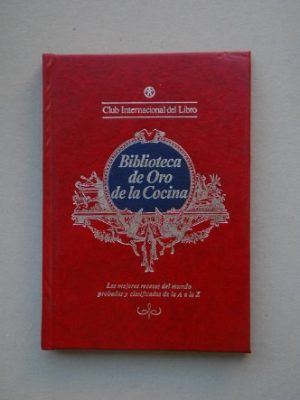 Club Internacional del Libro
Biblioteca
de Oro
de la Cocina
Las mejores recetas del mundo
probadas y clasificadas de la A a la Z